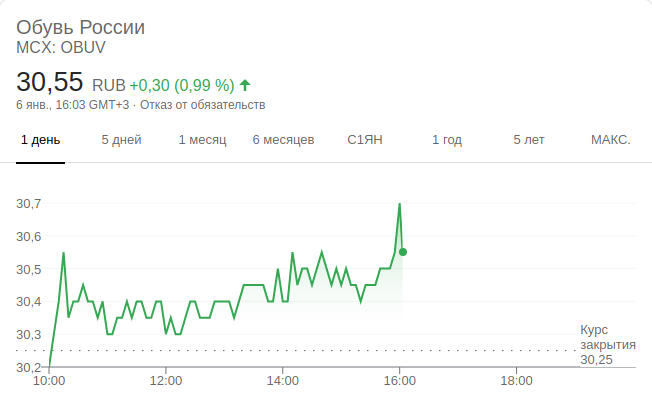 Обувь России
MCX: OBUV
30,55 RUB +0,30 (0,99 %)
6 янв., 16:03 GMT+3 · Отказ от обязательств
1 день 5 дней 1 месяц 6 месяцев С1ЯН 1 год 5 лет МАКС.
30,7
30,6
30,5
30,4
30,3
30,2
Курс
закрытия
30,25
10:00 12:00 14:00 16:00 18:00